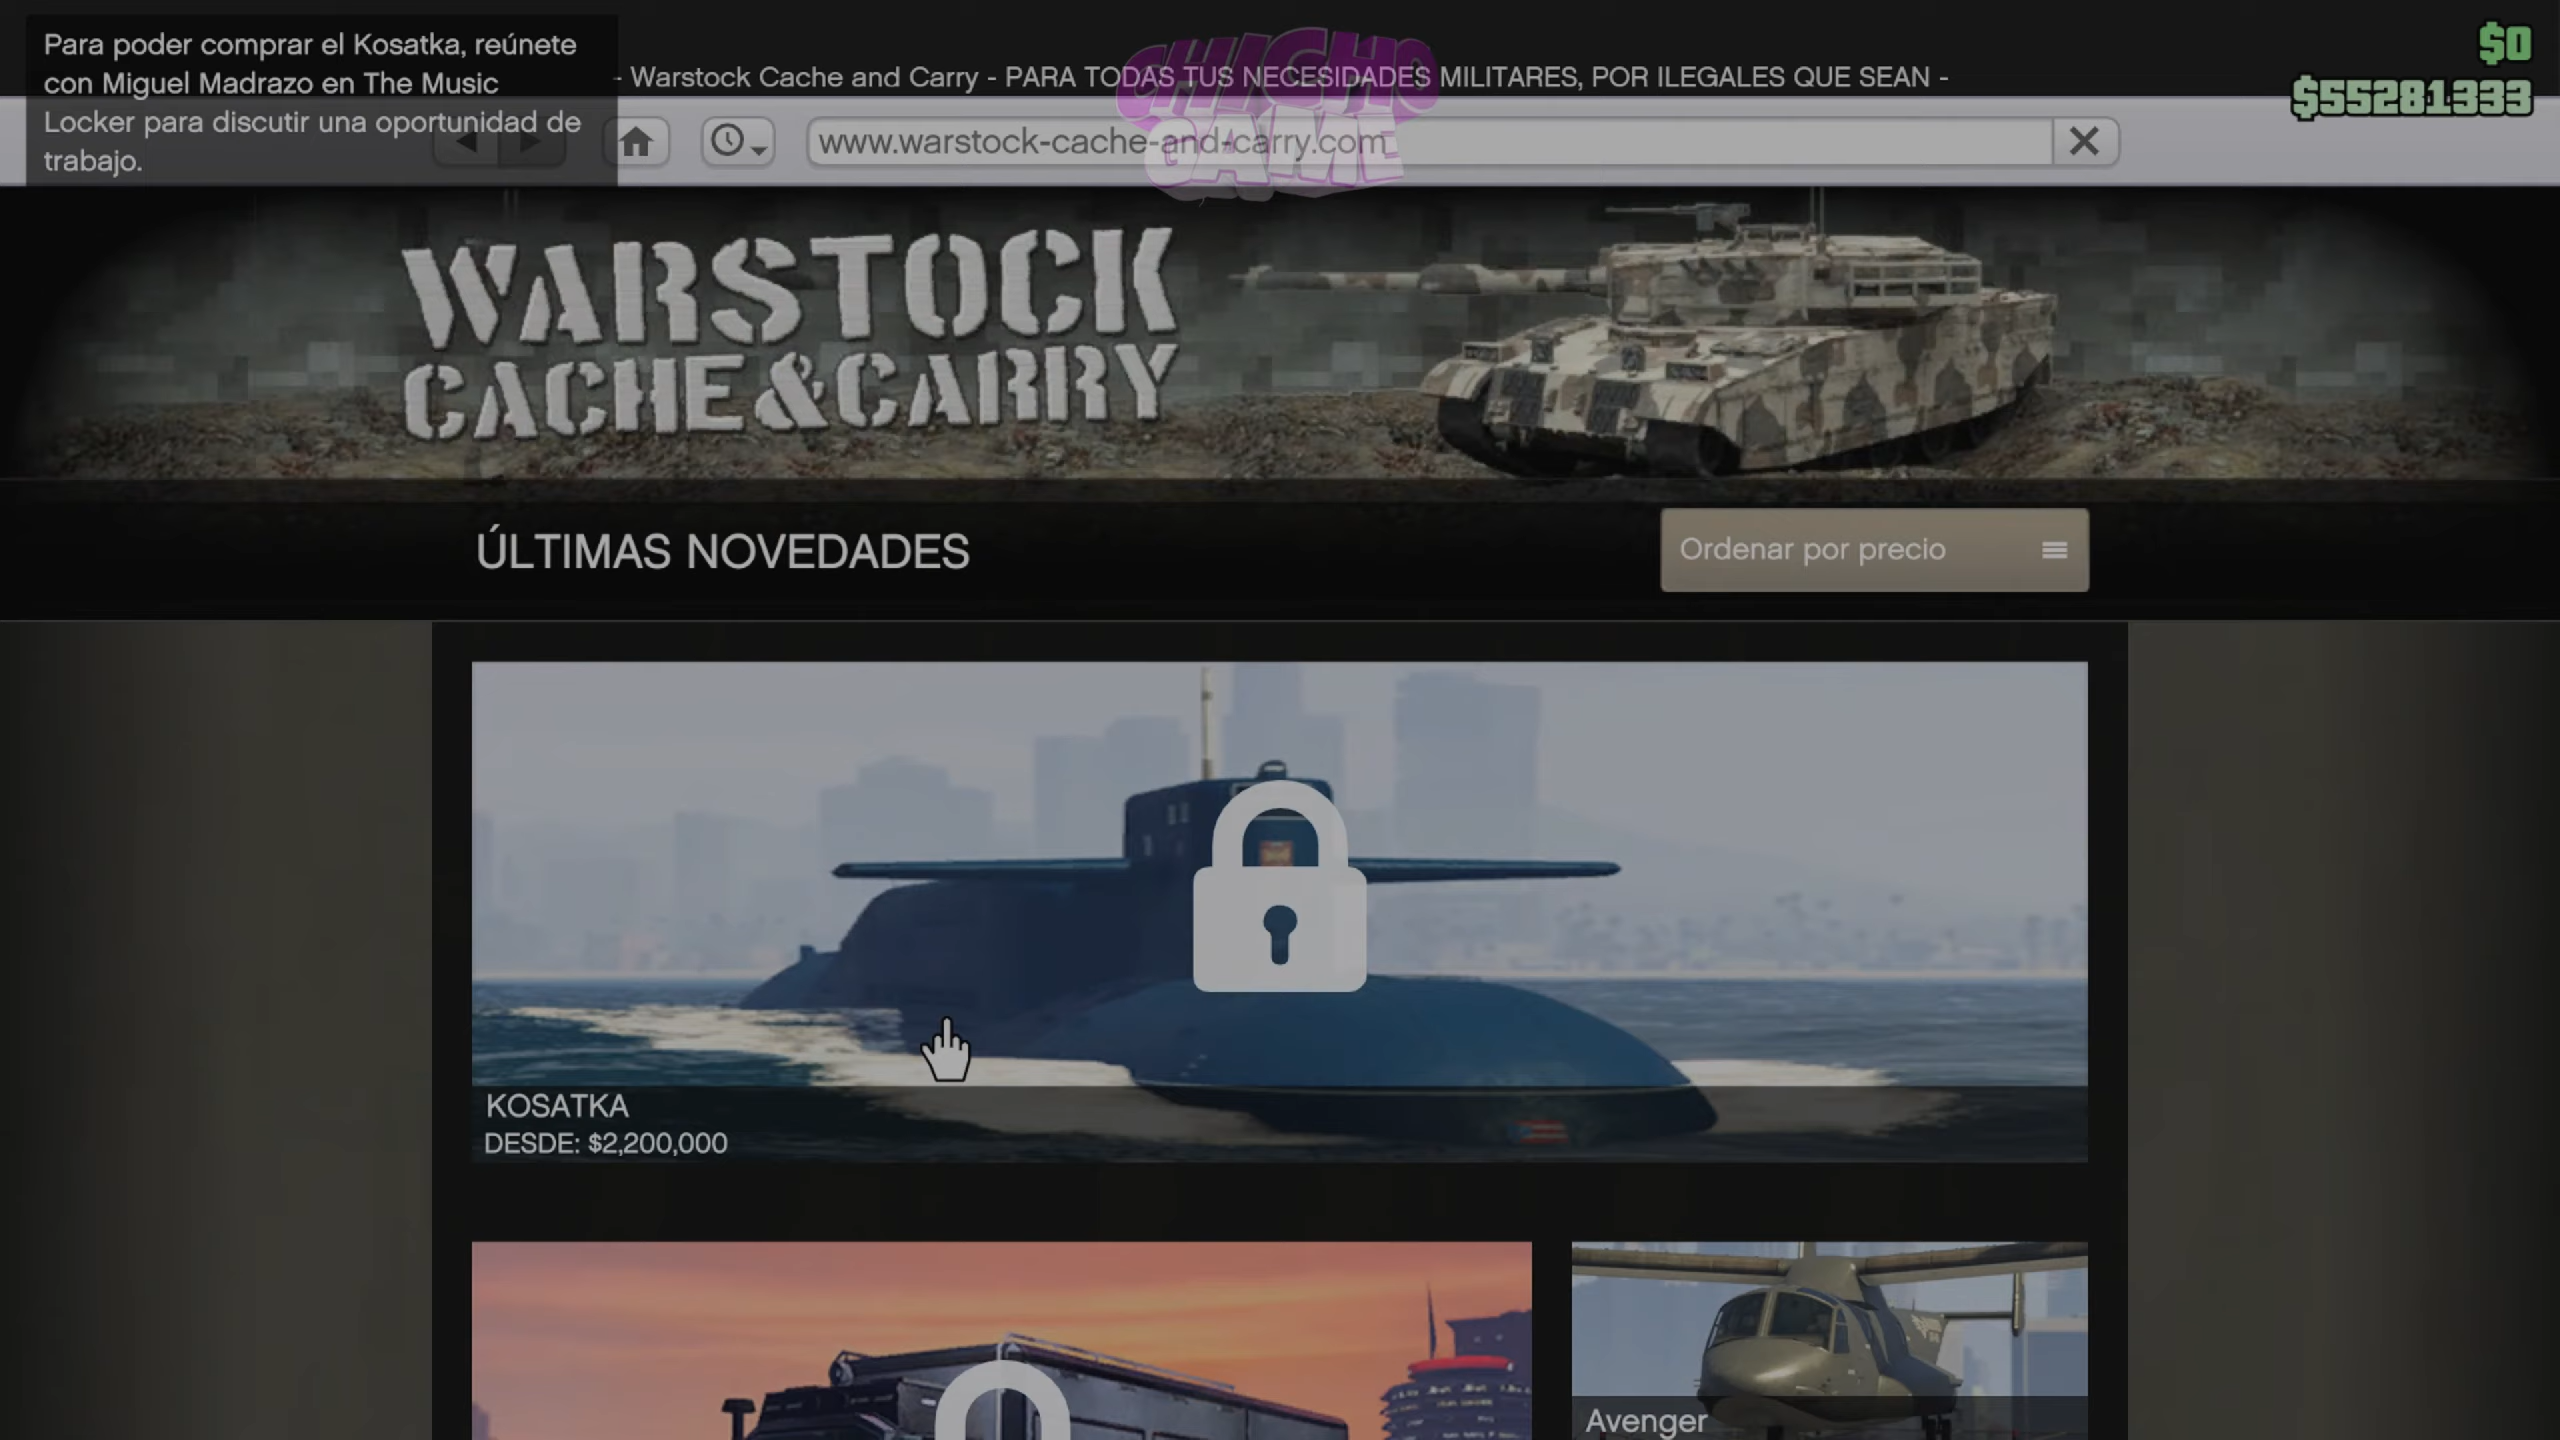 Para poder comprar el Kosatka, reúnete
con Miguel Madrazo en The Music
Locker para discutir una oportunidad de
trabajo.
- Warstock Cache and Carry - PARA TODAS TUS NECESIDADES MILITARES, POR ILEGALES QUE SEAN -
CHICHO
GAME
$0
$55281333
www.warstock-cache-and-carry.com
WARSTOCK
CACHE&CARRY
ÚLTIMAS NOVEDADES
Ordenar por precio
KOSATKA
DESDE: $2,200,000
Avenger